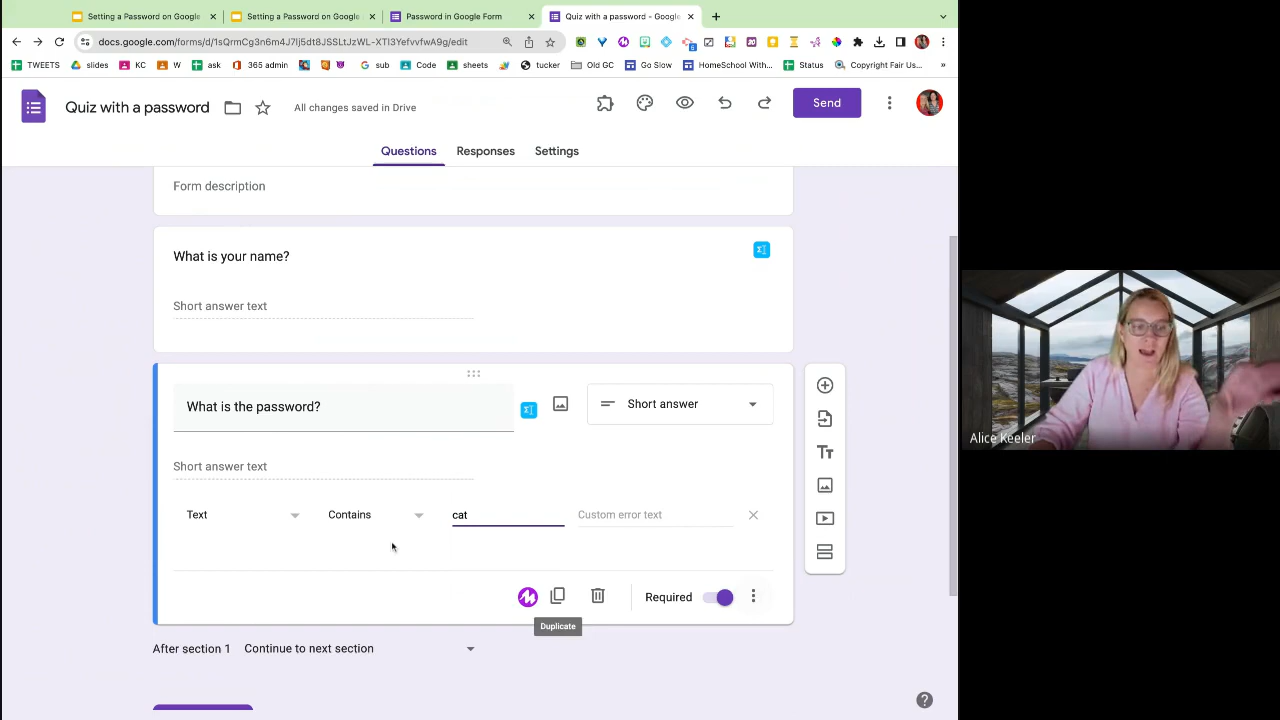 Setting a Password on Google
Setting a Password on Google
Password in Google Form
Quiz with a password - Google
docs.google.com/forms/d/1sQrmCg3n6m4J7lj5dt8JSSLtJzWL-XTI3YefvvfwA9g/edit
6
TWEETS
slides
KC
W
ask
365 admin
sub
Code
sheets
tucker
Old GC
Go Slow
HomeSchool With...
Status
Copyright Fair Us...
»
Quiz with a password
All changes saved in Drive
Send
Questions
Responses
Settings
Form description
What is your name?
Short answer text
What is the password?
Short answer
Short answer text
Text
Contains
cat
Custom error text
Required
Duplicate
After section 1
Continue to next section
Alice Keeler